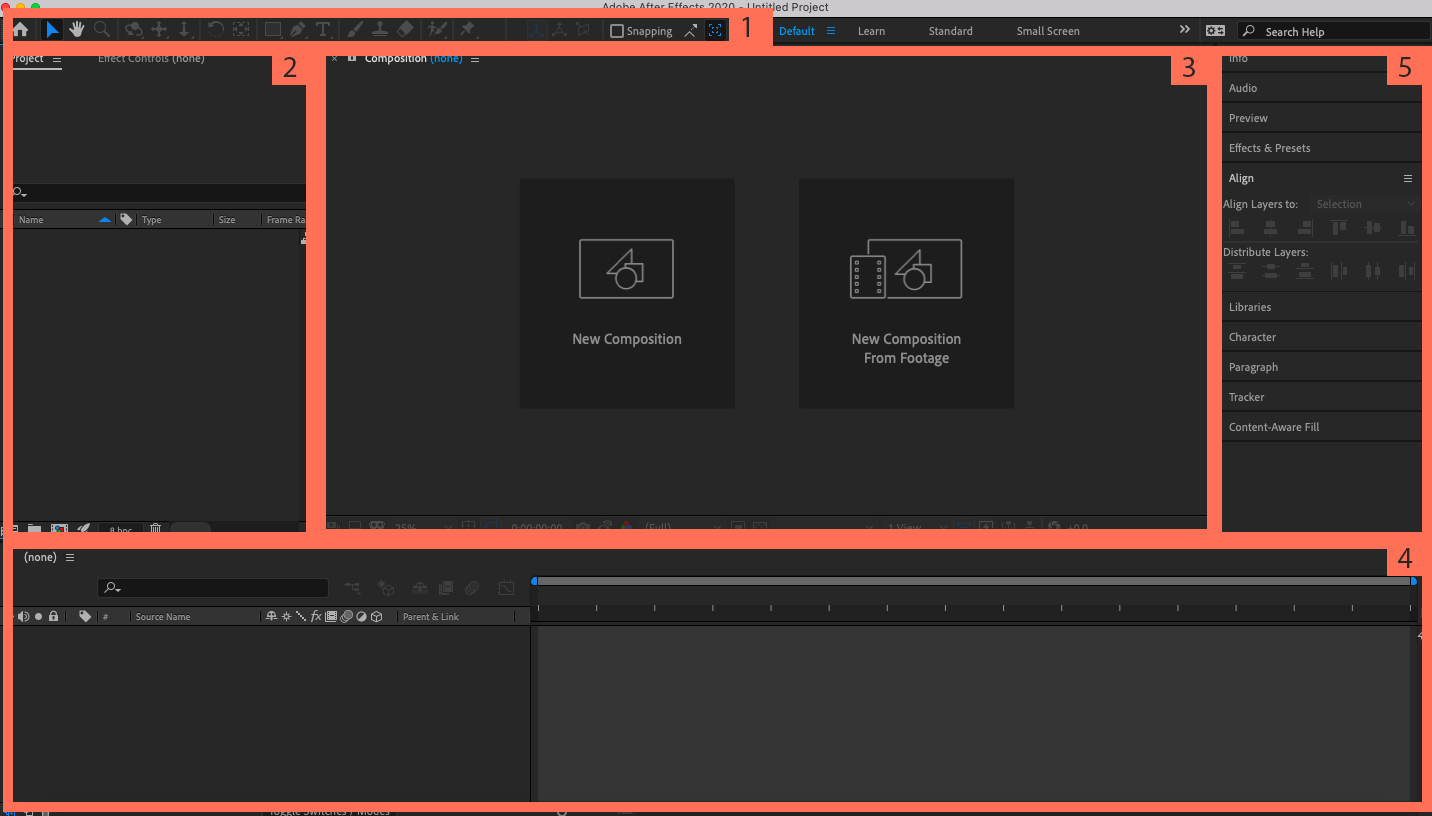 Adobe After Effects 2020 - Untitled Project
Snapping
1
Default
Learn
Standard
Small Screen
Search Help
Project
Effect Controls (none)
2
Composition (none)
3
Info
5
Audio
Preview
Effects & Presets
Align
Align Layers to:
Selection
Distribute Layers:
Libraries
Character
Paragraph
Tracker
Content-Aware Fill
Name
Type
Size
Frame Ra
New Composition
New Composition
From Footage
8 bpc
25%
0:00:00:00
(Full)
1 View
+0.0
(none)
4
#
Source Name
fx
Parent & Link
Toggle Switches / Modes